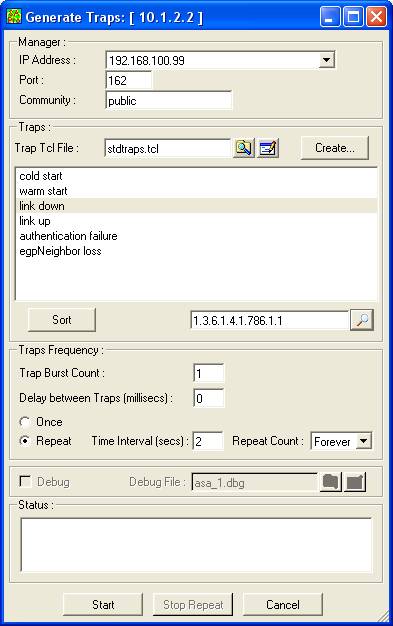 Generate Traps: [ 10.1.2.2 ]
Manager :
IP Address : 192.168.100.99
Port : 162
Community : public
Traps :
Trap Tcl File : stdtraps.tcl Create...
cold start
warm start
link down
link up
authentication failure
egpNeighbor loss
Sort 1.3.6.1.4.1.786.1.1
Traps Frequency :
Trap Burst Count : 1
Delay between Traps (millisecs) : 0
Once
Repeat Time Interval (secs) : 2 Repeat Count : Forever
Debug Debug File : asa_1.dbg
Status :
Start Stop Repeat Cancel